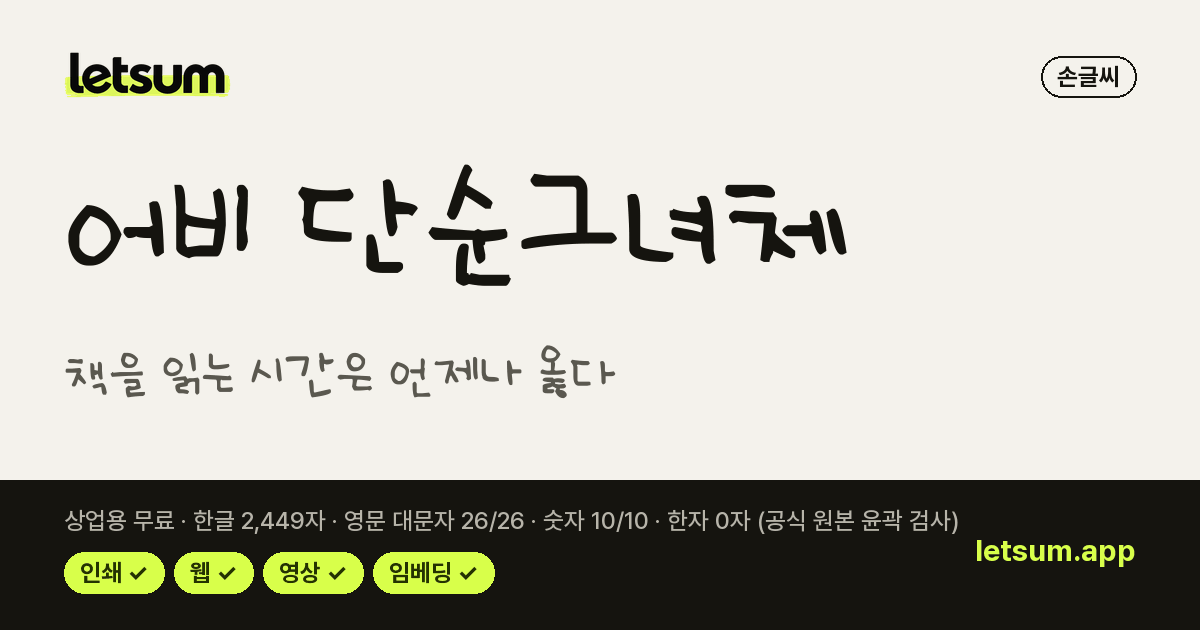 letsum
손글씨
어비 단순그녀체
책을 읽는 시간은 언제나 옳다
상업용 무료 · 한글 2,449자 · 영문 대문자 26/26 · 숫자 10/10 · 한자 0자 (공식 원본 윤곽 검사)
인쇄 ✓ 웹 ✓ 영상 ✓ 임베딩 ✓
letsum.app